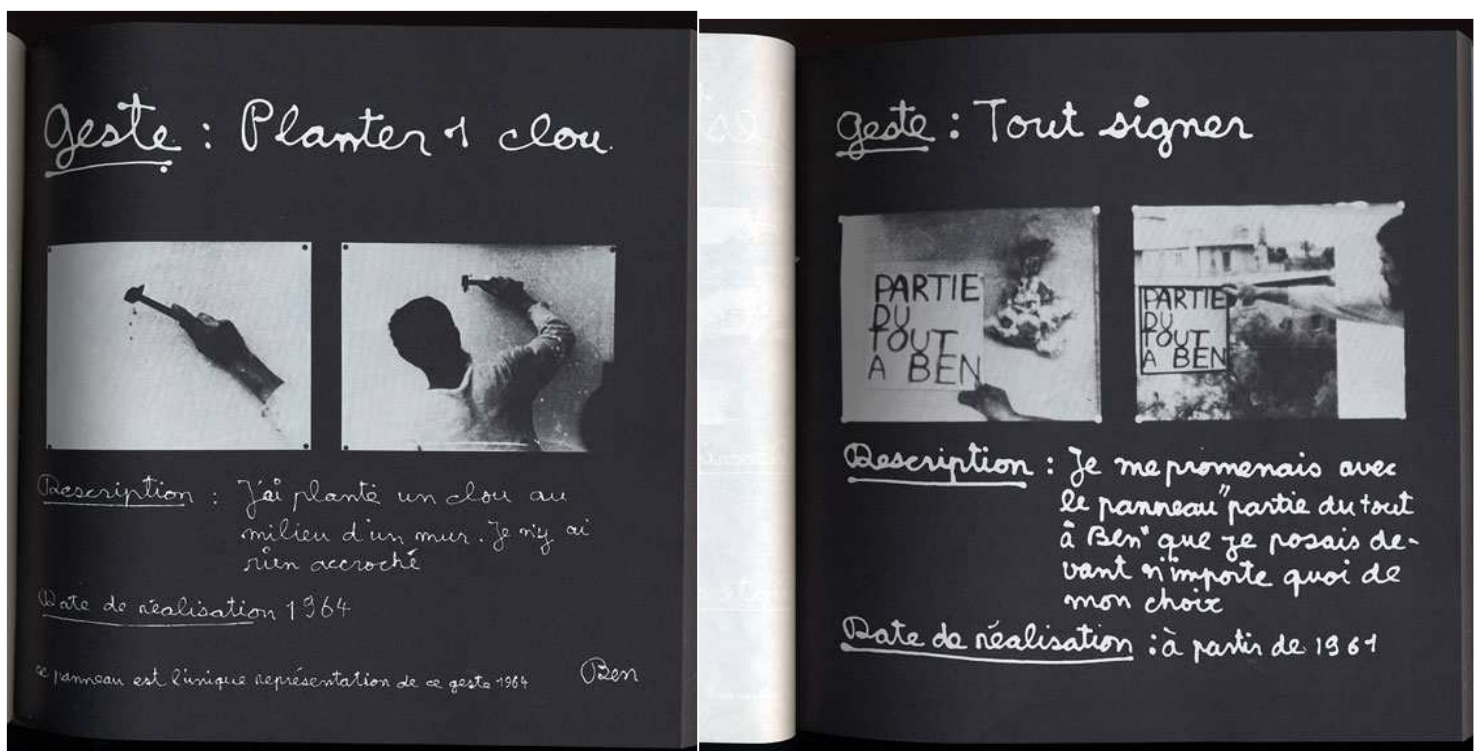 geste : Planter 1 clou.
Description : J'ai planté un clou au
milieu d'un mur. Je n'y ai
rien accroché
Date de réalisation 1964
ce panneau est l'unique représentation de ce geste 1964
Ben
geste : Tout signer
PARTIE
DU
TOUT
A BEN
PARTIE
DU
TOUT
A BEN
Description : Je me promenais avec
le panneau "partie du tout
à Ben" que je posais de-
vant n'importe quoi de
mon choix
Date de réalisation : à partir de 1961